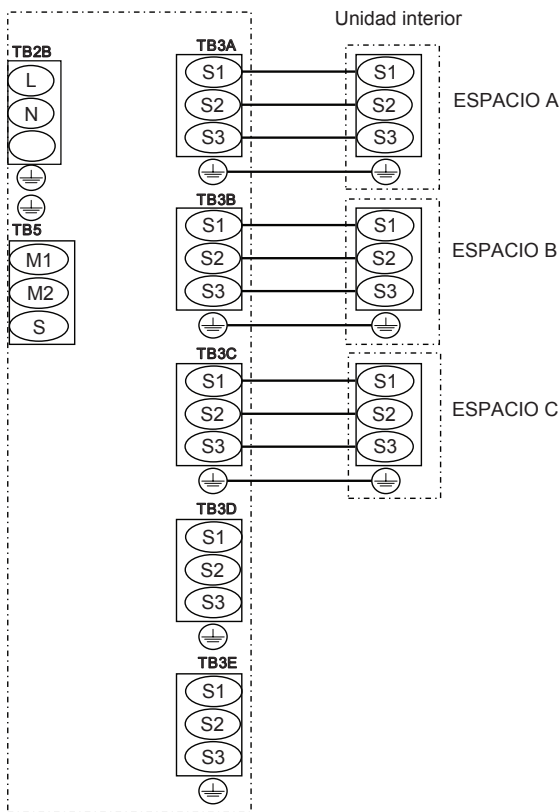 Unidad interior
TB2B
L
N
TB5
M1
M2
S
TB3A
S1
S2
S3
S1
S2
S3
ESPACIO A
TB3B
S1
S2
S3
S1
S2
S3
ESPACIO B
TB3C
S1
S2
S3
S1
S2
S3
ESPACIO C
TB3D
S1
S2
S3
TB3E
S1
S2
S3